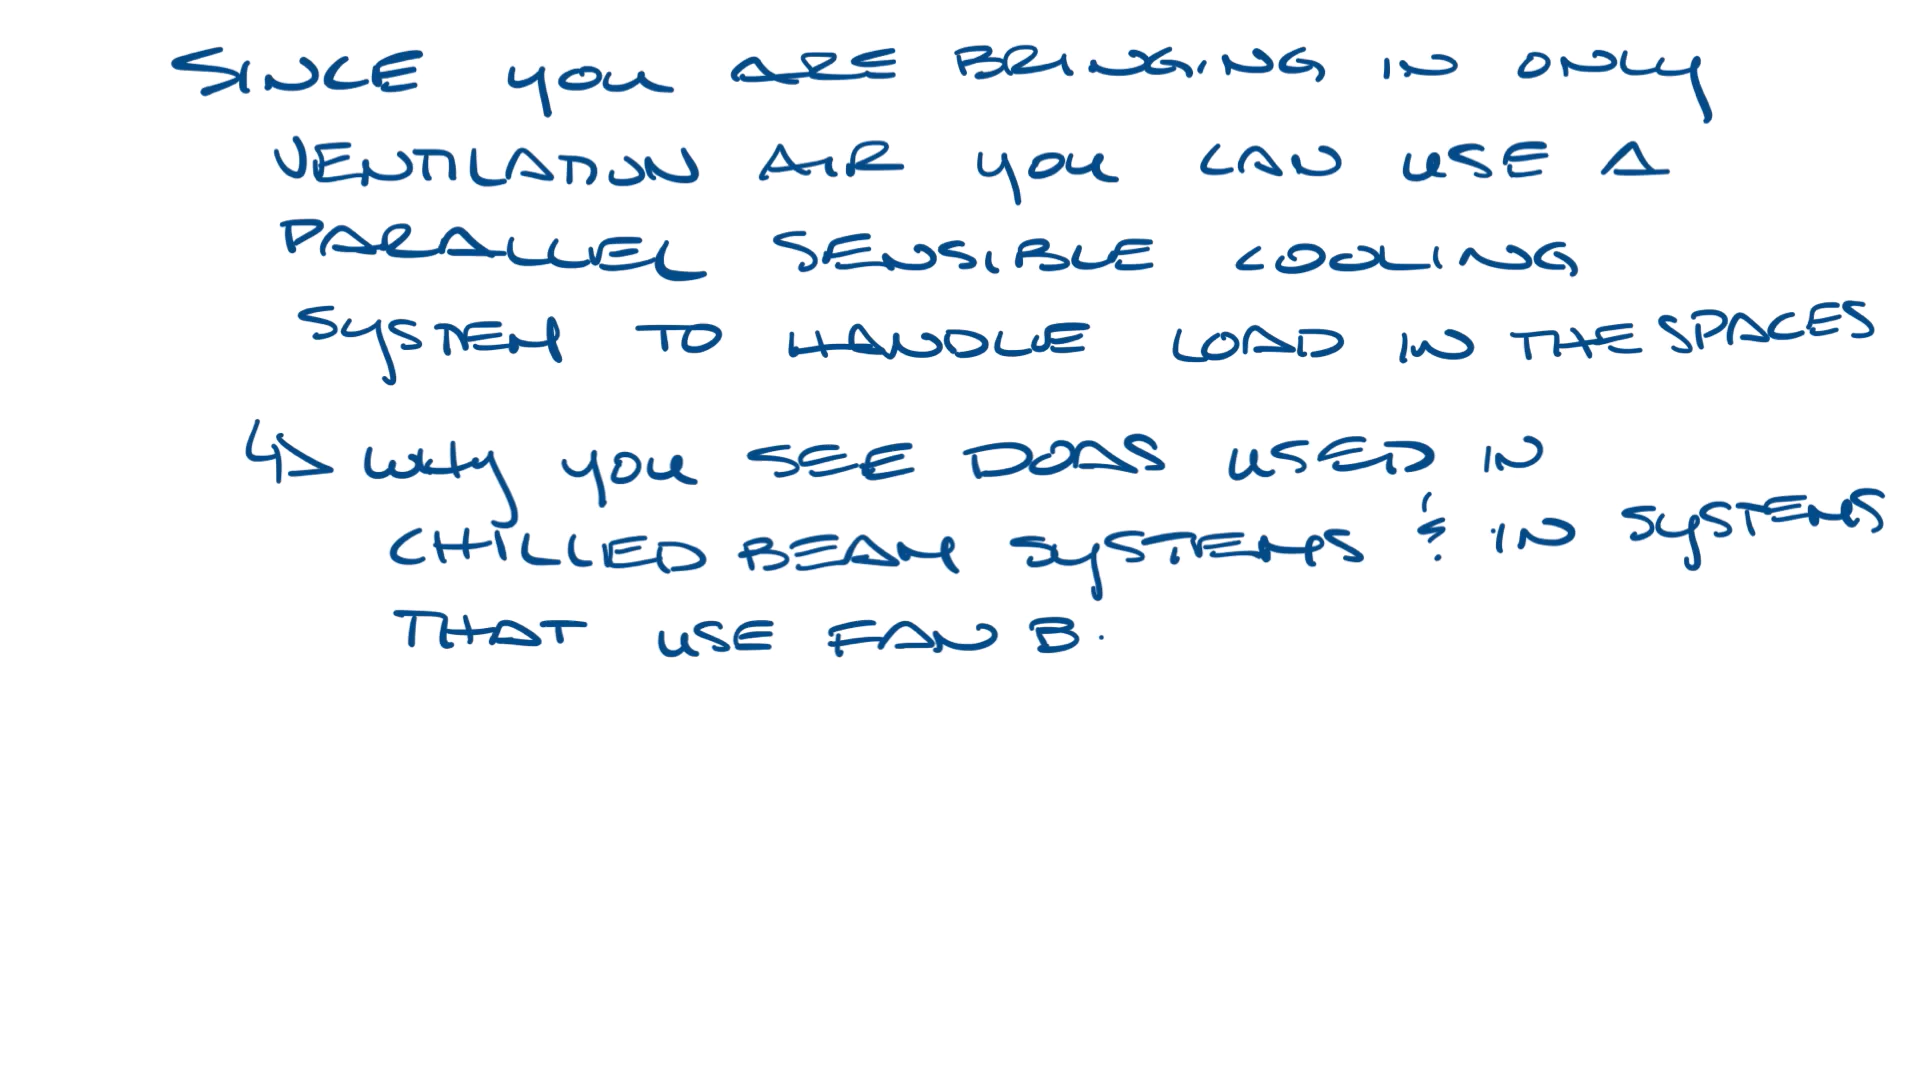 SINCE you ARE BRINGING IN ONLy
VENTILATION AIR you CAN USE A
PARALLEL SENSIBLE COOLING
SySTEM TO HANDLE LOAD IN THE SPACES
↳ WHy you SEE DOAS USED IN
CHILLED BEAM SySTEMS & IN SySTEMS
THAT USE FAN B